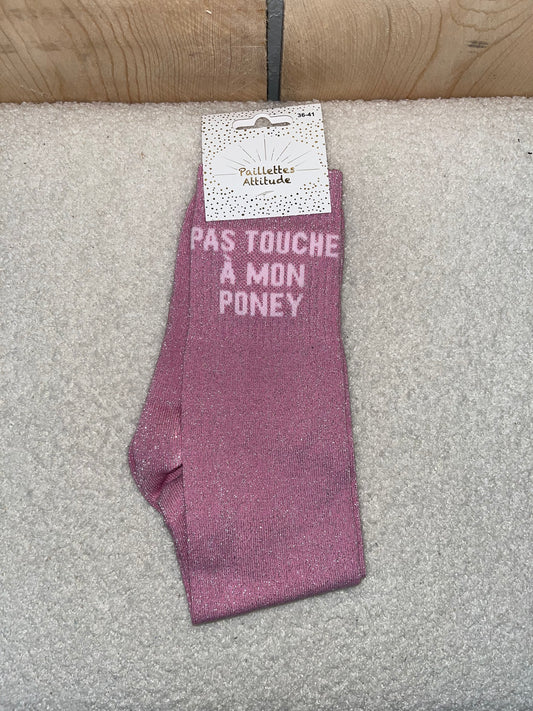 36-41
Paillettes
Attitude
PAS TOUCHE
À MON
PONEY